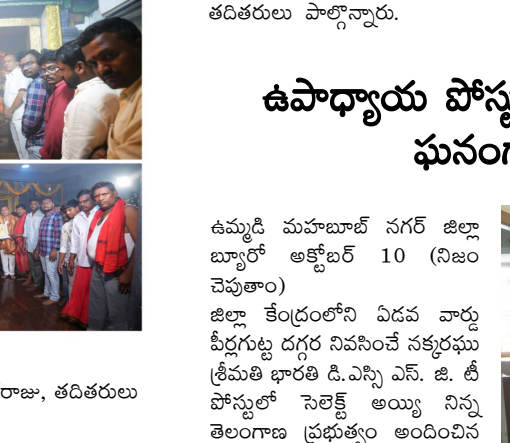 తదితరులు పాల్గొన్నారు.
ఉపాధ్యాయ
ఉమ్మడి మహబూబ్ నగర్ జిల్లా
బ్యూరో అక్టోబర్ 10 (నిజం
చెపుతాం)
జిల్లా కేంద్రంలోని ఏడవ వార్డు
పీర్లగుట్ట దగ్గర నివసించే నక్కరఘు
శ్రీమతి భారతి డి.ఎస్సి ఎస్. జి. టీ
పోస్టులో సెలెక్ట్ అయ్యి నిన్న
తెలంగాణ ప్రభుత్వం అందించిన
రాజు, తదితరులు